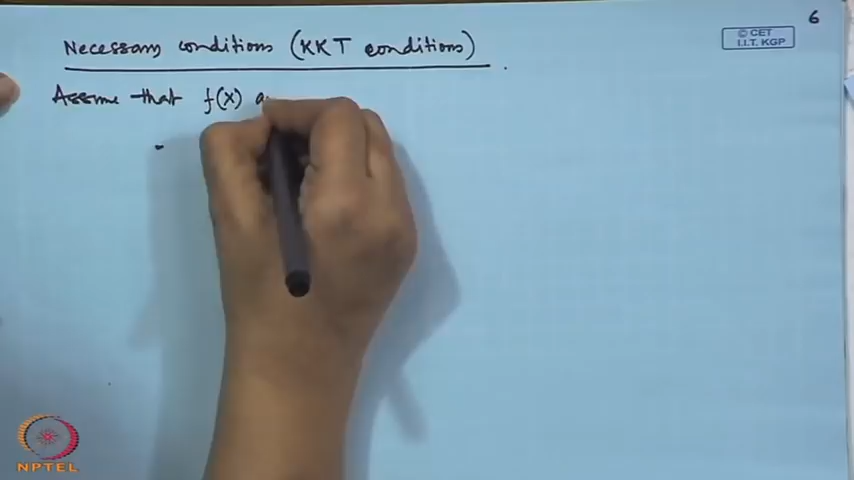 Necessary conditions (KKT conditions)
Assume that f(x)
© CET
I.I.T. KGP
6
NPTEL